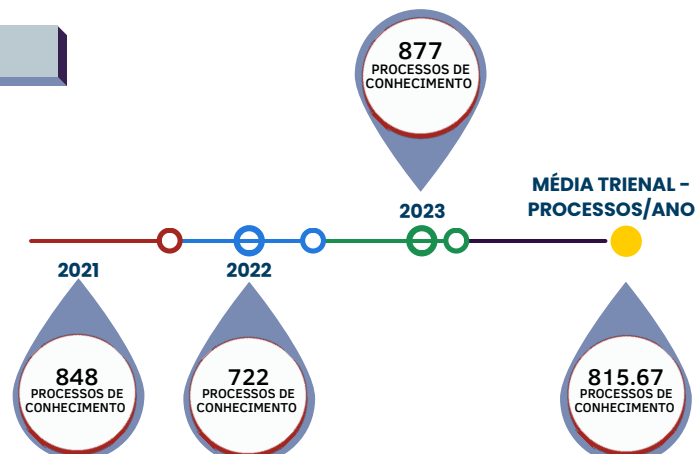 877
PROCESSOS DE
CONHECIMENTO
2023
MÉDIA TRIENAL -
PROCESSOS/ANO
2021
848
PROCESSOS DE
CONHECIMENTO
2022
722
PROCESSOS DE
CONHECIMENTO
815.67
PROCESSOS DE
CONHECIMENTO